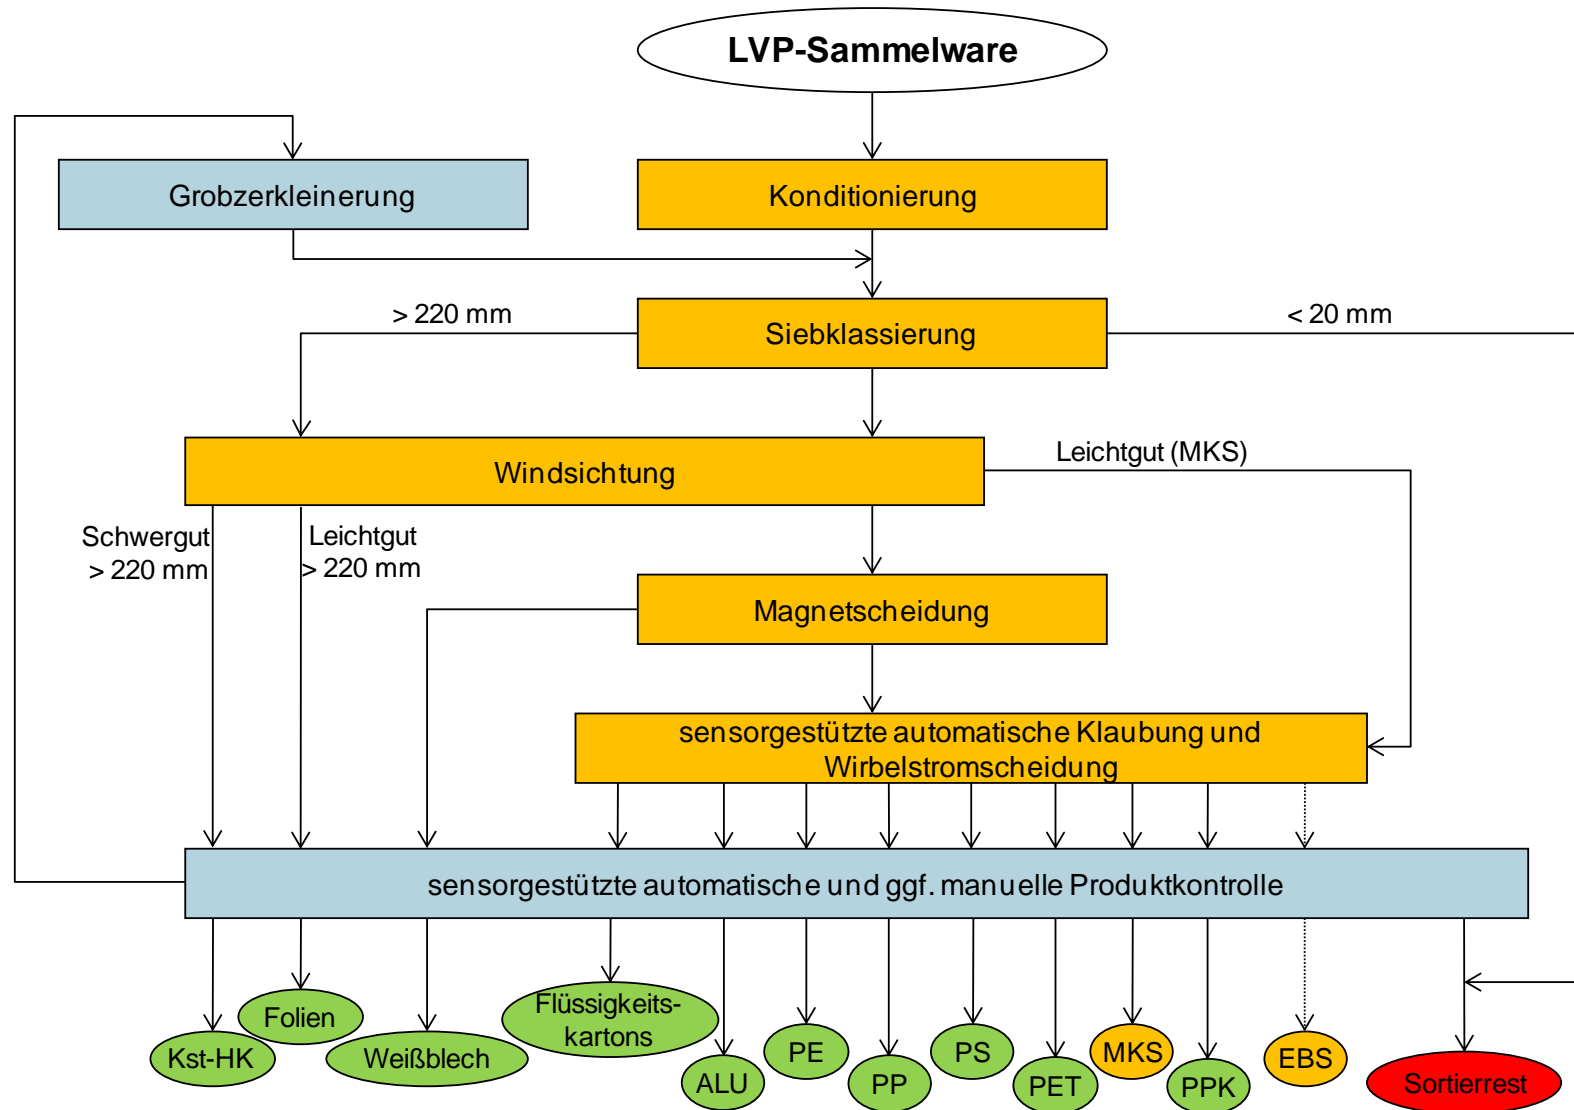 LVP-Sammelware
Grobzerkleinerung
Konditionierung
> 220 mm
Siebklassierung
< 20 mm
Windsichtung
Leichtgut (MKS)
Schwergut
> 220 mm
Leichtgut
> 220 mm
Magnetscheidung
sensorgestützte automatische Klaubung und
Wirbelstromscheidung
sensorgestützte automatische und ggf. manuelle Produktkontrolle
Kst-HK
Folien
Weißblech
Flüssigkeits-
kartons
ALU
PE
PP
PS
PET
MKS
PPK
EBS
Sortierrest